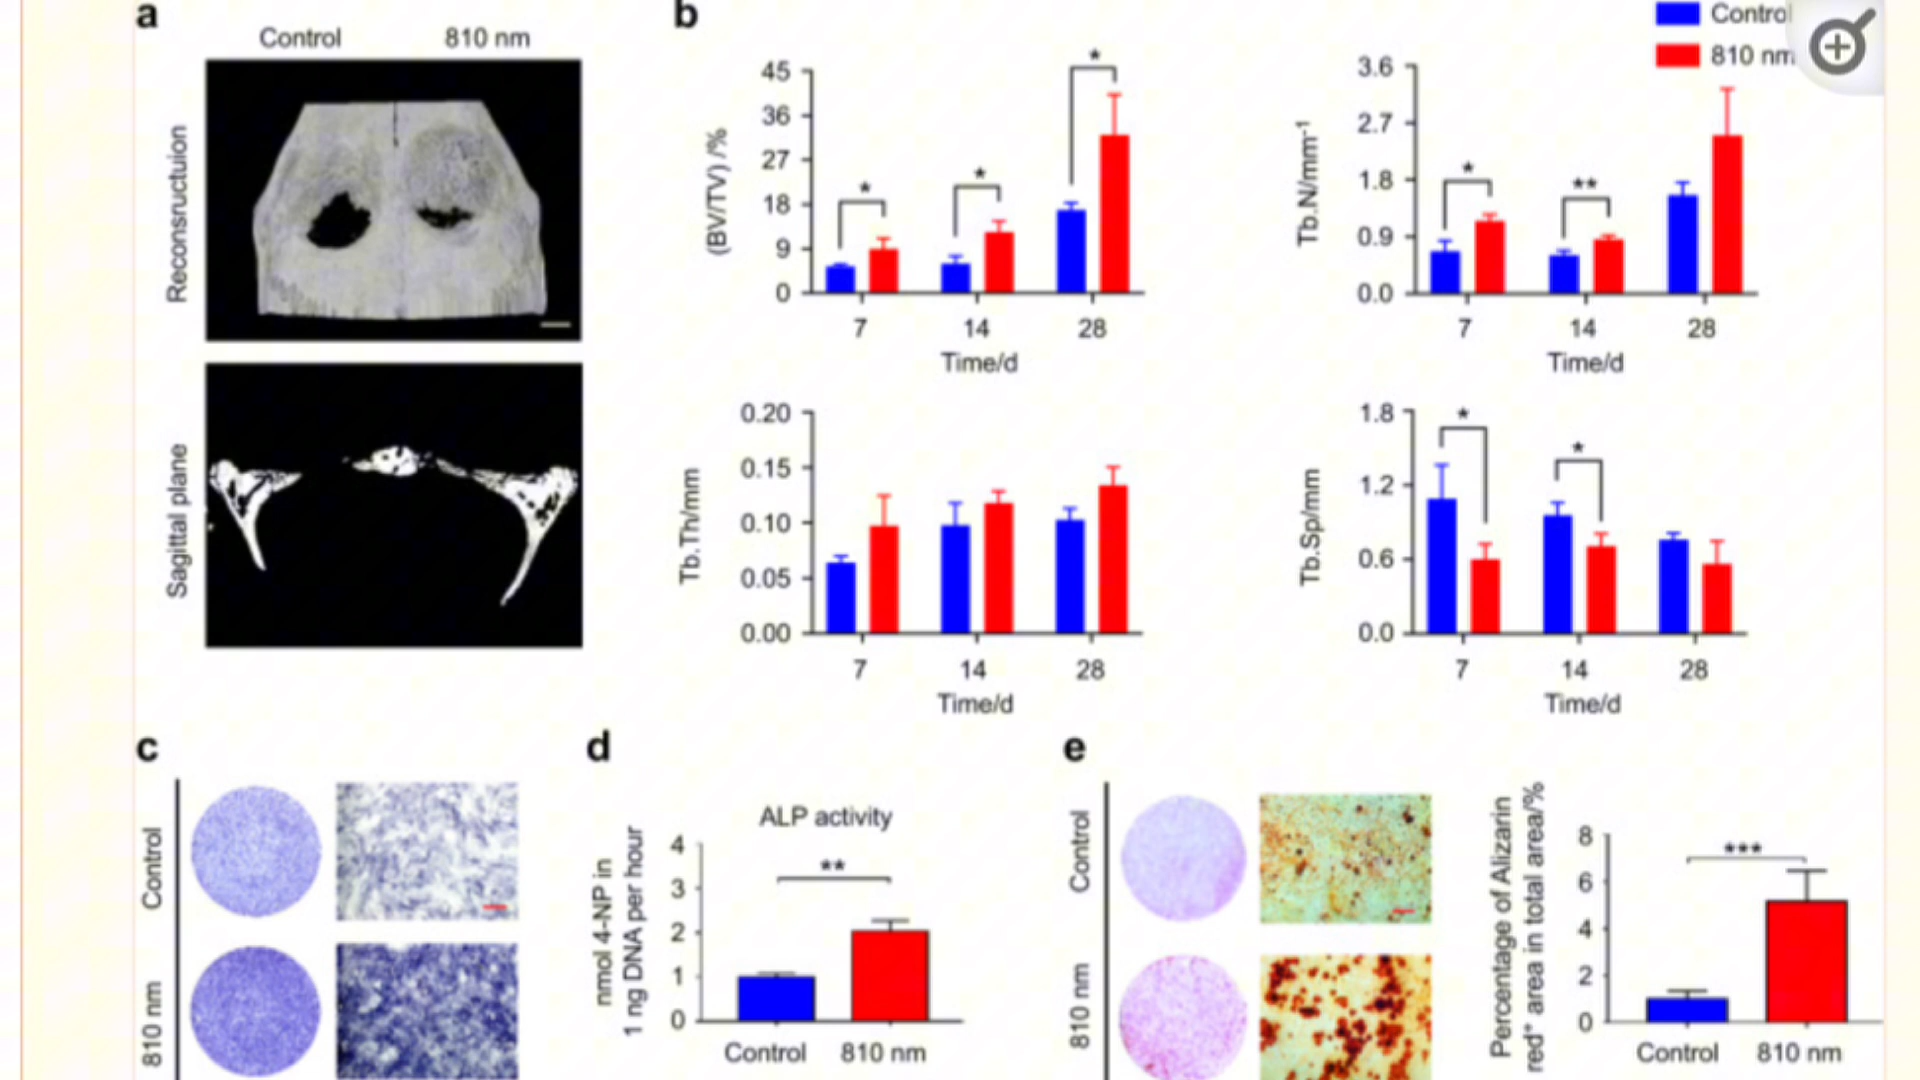 a
Control 810 nm
Reconsructuion
Sagittal plane
b
Contro
810 nm
(BV/TV) /%
45
36
27
18
9
0
*
*
*
7 14 28
Time/d
Tb.N/mm-1
3.6
2.7
1.8
0.9
0.0
*
**
7 14 28
Time/d
Tb.Th/mm
0.20
0.15
0.10
0.05
0.00
7 14 28
Time/d
Tb.Sp/mm
1.8
1.2
0.6
0.0
*
*
7 14 28
Time/d
c
Control
810 nm
d
ALP activity
nmol 4-NP in
1 ng DNA per hour
4
3
2
1
0
**
Control 810 nm
e
Control
810 nm
Percentage of Alizarin
red+ area in total area/%
8
6
4
2
0
***
Control 810 nm